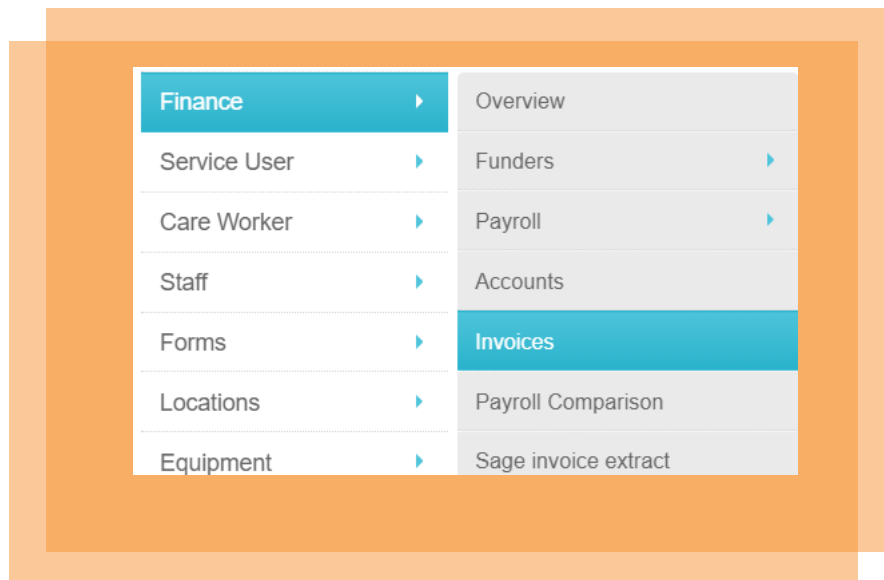 Finance
Service User
Care Worker
Staff
Forms
Locations
Equipment
Overview
Funders
Payroll
Accounts
Invoices
Payroll Comparison
Sage invoice extract